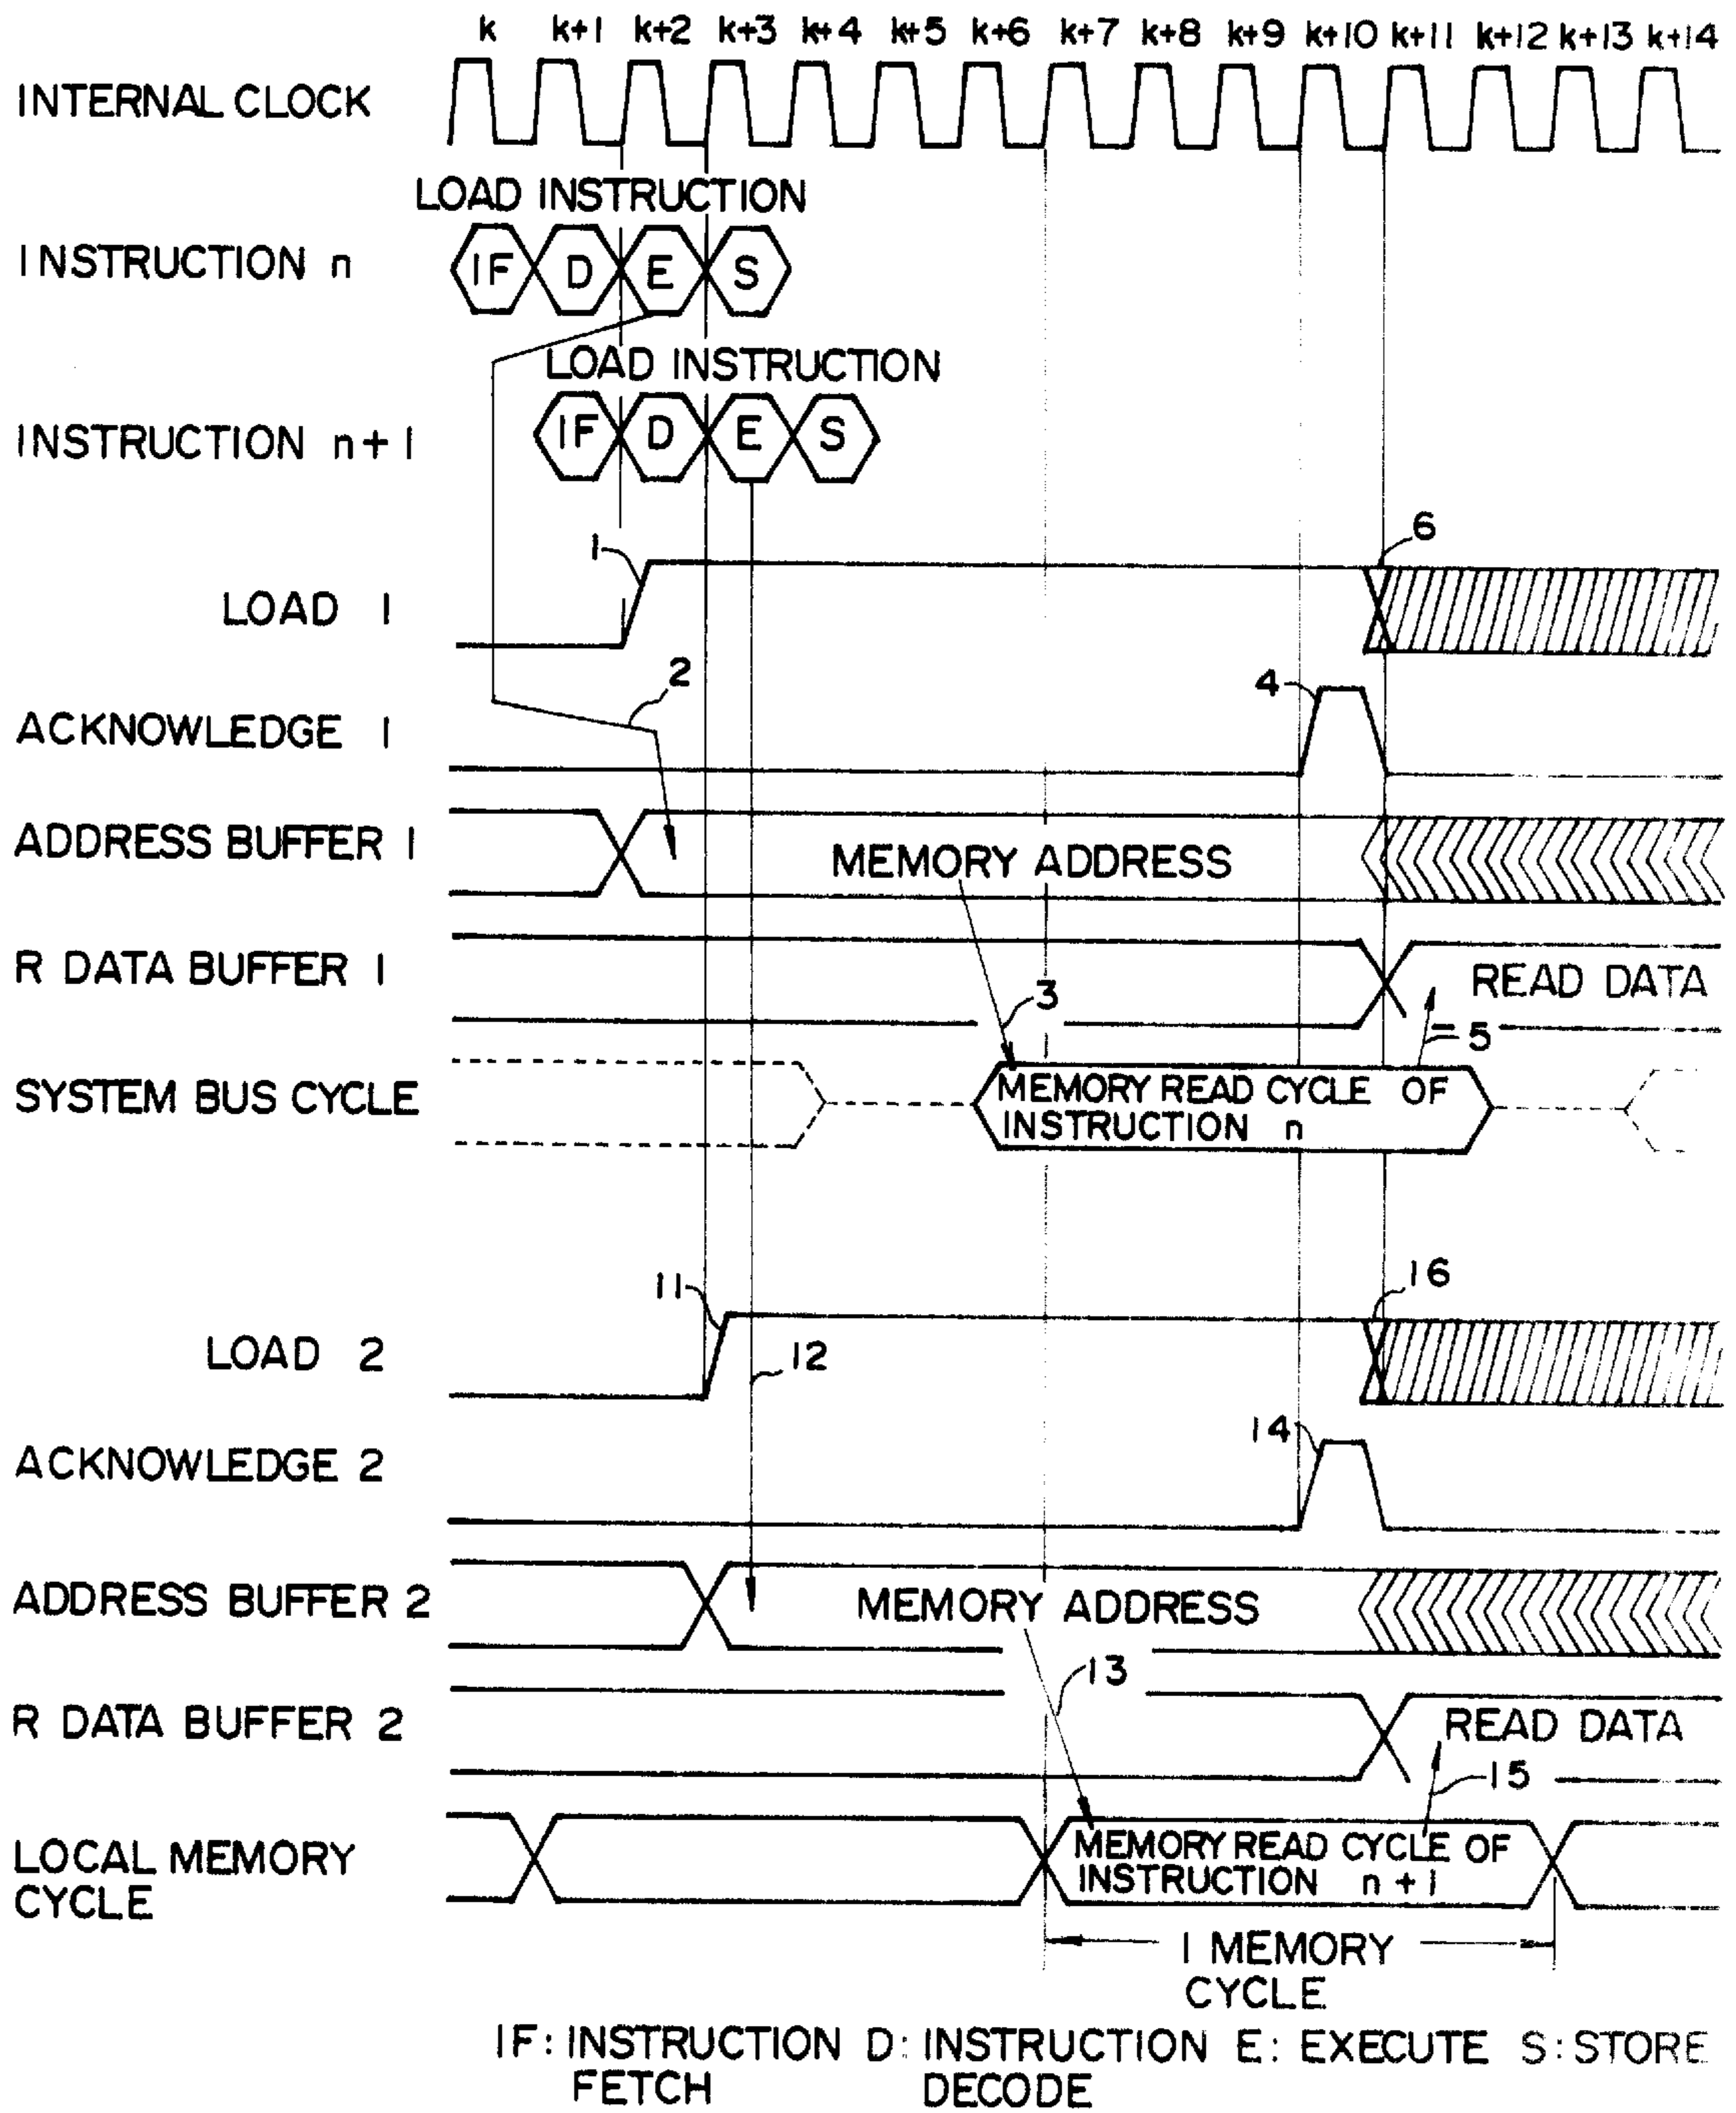 k k+1 k+2 k+3 k+4 k+5 k+6 k+7 k+8 k+9 k+10 k+11 k+12 k+13 k+14
INTERNAL CLOCK
LOAD INSTRUCTION
INSTRUCTION n
IF D E S
LOAD INSTRUCTION
INSTRUCTION n+1
IF D E S
1
6
LOAD 1
2
4
ACKNOWLEDGE 1
ADDRESS BUFFER 1
MEMORY ADDRESS
R DATA BUFFER 1
READ DATA
3
5
SYSTEM BUS CYCLE
MEMORY READ CYCLE OF
INSTRUCTION n
11
16
LOAD 2
12
14
ACKNOWLEDGE 2
ADDRESS BUFFER 2
MEMORY ADDRESS
13
R DATA BUFFER 2
READ DATA
15
LOCAL MEMORY
CYCLE
MEMORY READ CYCLE OF
INSTRUCTION n+1
1 MEMORY
CYCLE
IF: INSTRUCTION D: INSTRUCTION E: EXECUTE S: STORE
FETCH DECODE